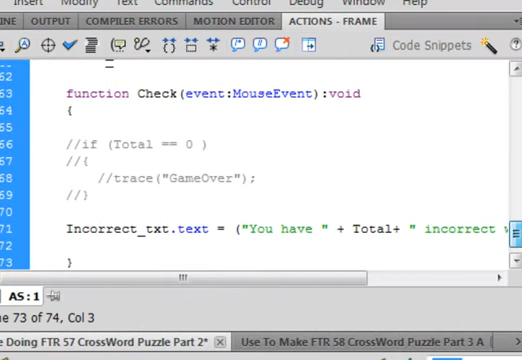 Insert Modify Text Commands Control Debug Window Help
INE OUTPUT COMPILER ERRORS MOTION EDITOR ACTIONS - FRAME
Code Snippets
62
63 function Check(event:MouseEvent):void
64 {
65
66 //if (Total == 0 )
67 //{
68 //trace("GameOver");
69 //}
70
71 Incorrect_txt.text = ("You have " + Total+ " incorrect w
72
73 }
AS: 1
ne 73 of 74, Col 3
e Doing FTR 57 CrossWord Puzzle Part 2* Use To Make FTR 58 CrossWord Puzzle Part 3 A